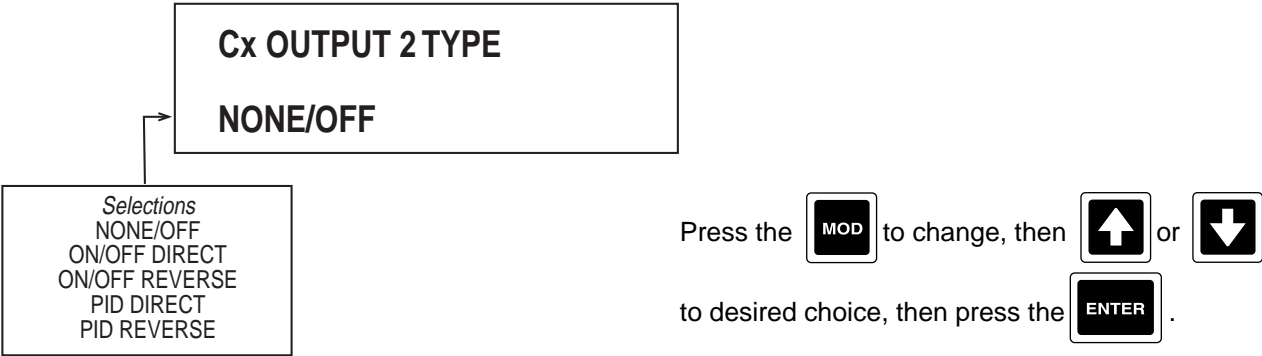 Cx OUTPUT 2 TYPE
NONE/OFF
Selections
NONE/OFF
ON/OFF DIRECT
ON/OFF REVERSE
PID DIRECT
PID REVERSE
Press the MOD to change, then or
to desired choice, then press the ENTER .